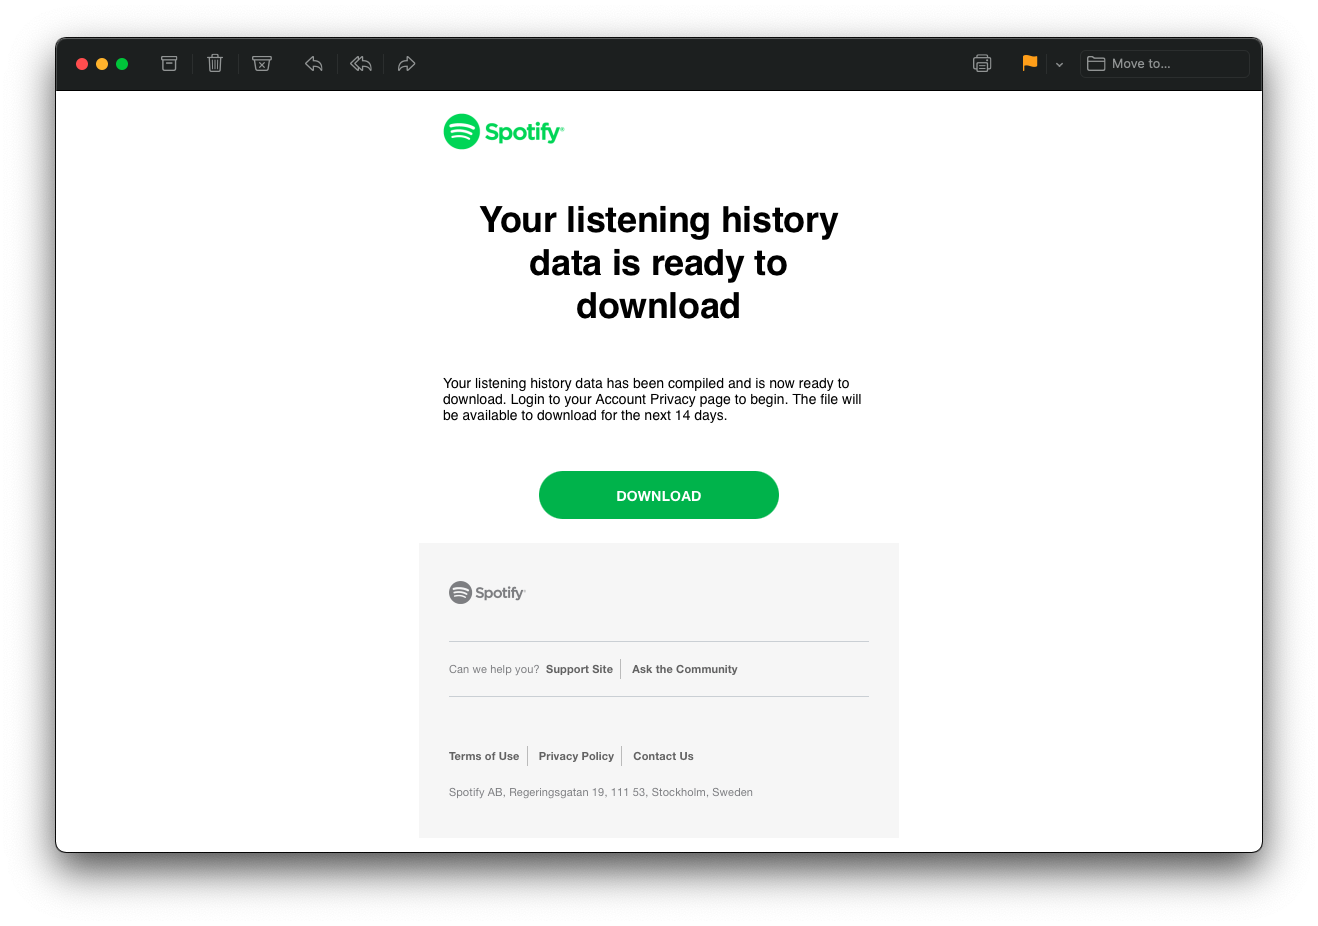 Move to...
Spotify®
Your listening history
data is ready to
download
Your listening history data has been compiled and is now ready to
download. Login to your Account Privacy page to begin. The file will
be available to download for the next 14 days.
DOWNLOAD
Spotify®
Can we help you? Support Site Ask the Community
Terms of Use Privacy Policy Contact Us
Spotify AB, Regeringsgatan 19, 111 53, Stockholm, Sweden